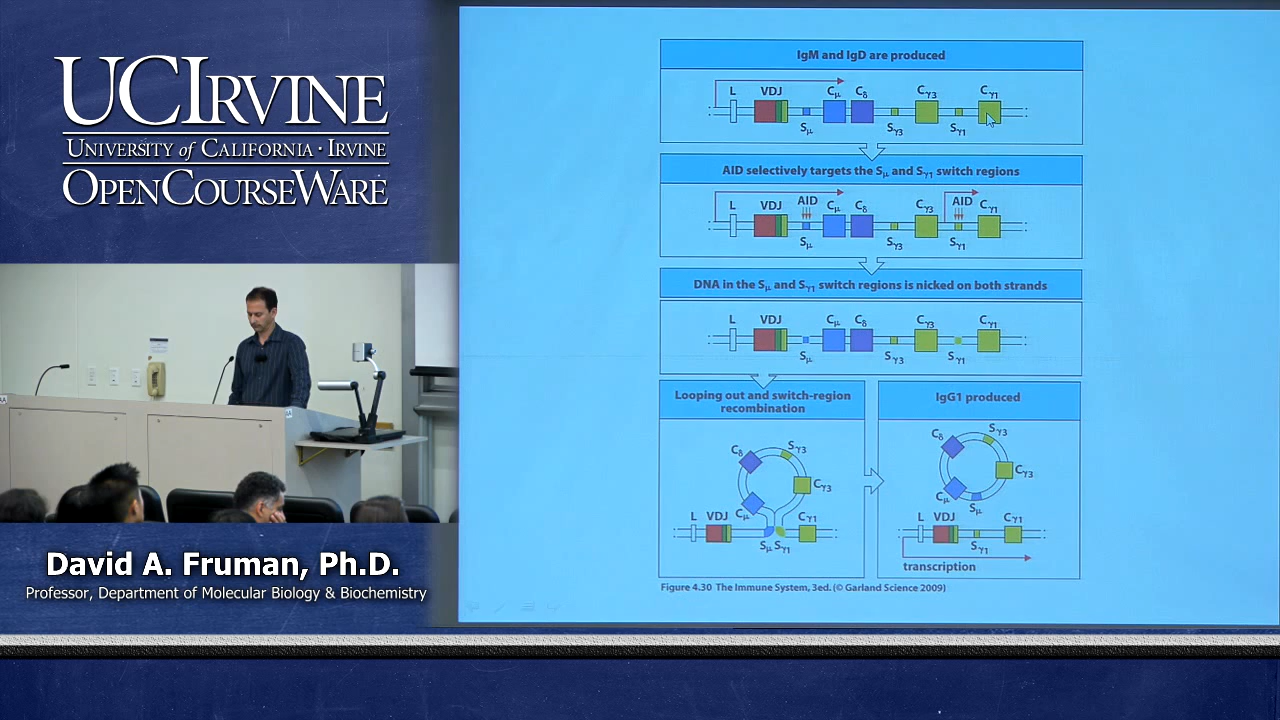 UCIRVINE
UNIVERSITY of CALIFORNIA · IRVINE
OPENCOURSEWARE
David A. Fruman, Ph.D.
Professor, Department of Molecular Biology & Biochemistry
IgM and IgD are produced
L VDJ Cμ Cδ Cγ3 Cγ1
Sμ Sγ3 Sγ1
AID selectively targets the Sμ and Sγ1 switch regions
L VDJ AID Cμ Cδ Cγ3 AID Cγ1
Sμ Sγ3 Sγ1
DNA in the Sμ and Sγ1 switch regions is nicked on both strands
L VDJ Cμ Cδ Cγ3 Cγ1
Sμ Sγ3 Sγ1
Looping out and switch-region
recombination
Cδ Sγ3
Cγ3
Cμ
L VDJ Cγ1
Sμ Sγ1
IgG1 produced
Cδ Sγ3
Cγ3
Cμ Sμ
L VDJ Cγ1
Sγ1
transcription
Figure 4.30 The Immune System, 3ed. (© Garland Science 2009)